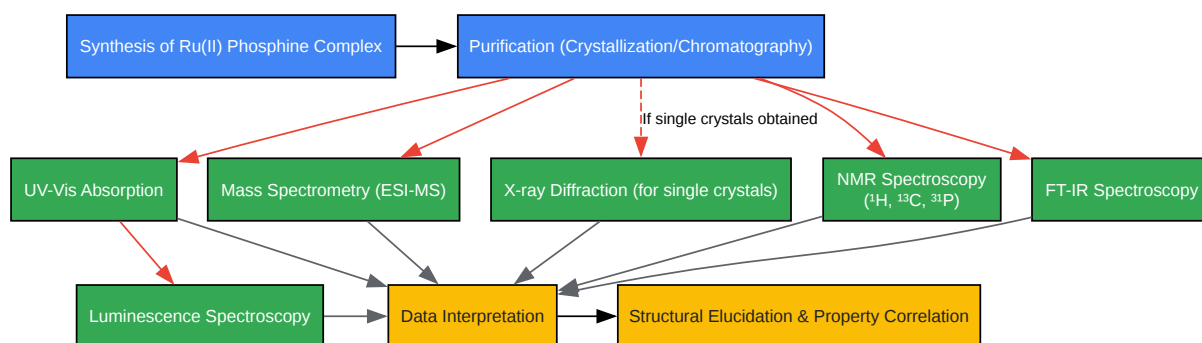 Synthesis of Ru(II) Phosphine Complex
Purification (Crystallization/Chromatography)
If single crystals obtained
UV-Vis Absorption
Mass Spectrometry (ESI-MS)
X-ray Diffraction (for single crystals)
NMR Spectroscopy
(¹H, ¹³C, ³¹P)
FT-IR Spectroscopy
Luminescence Spectroscopy
Data Interpretation
Structural Elucidation & Property Correlation